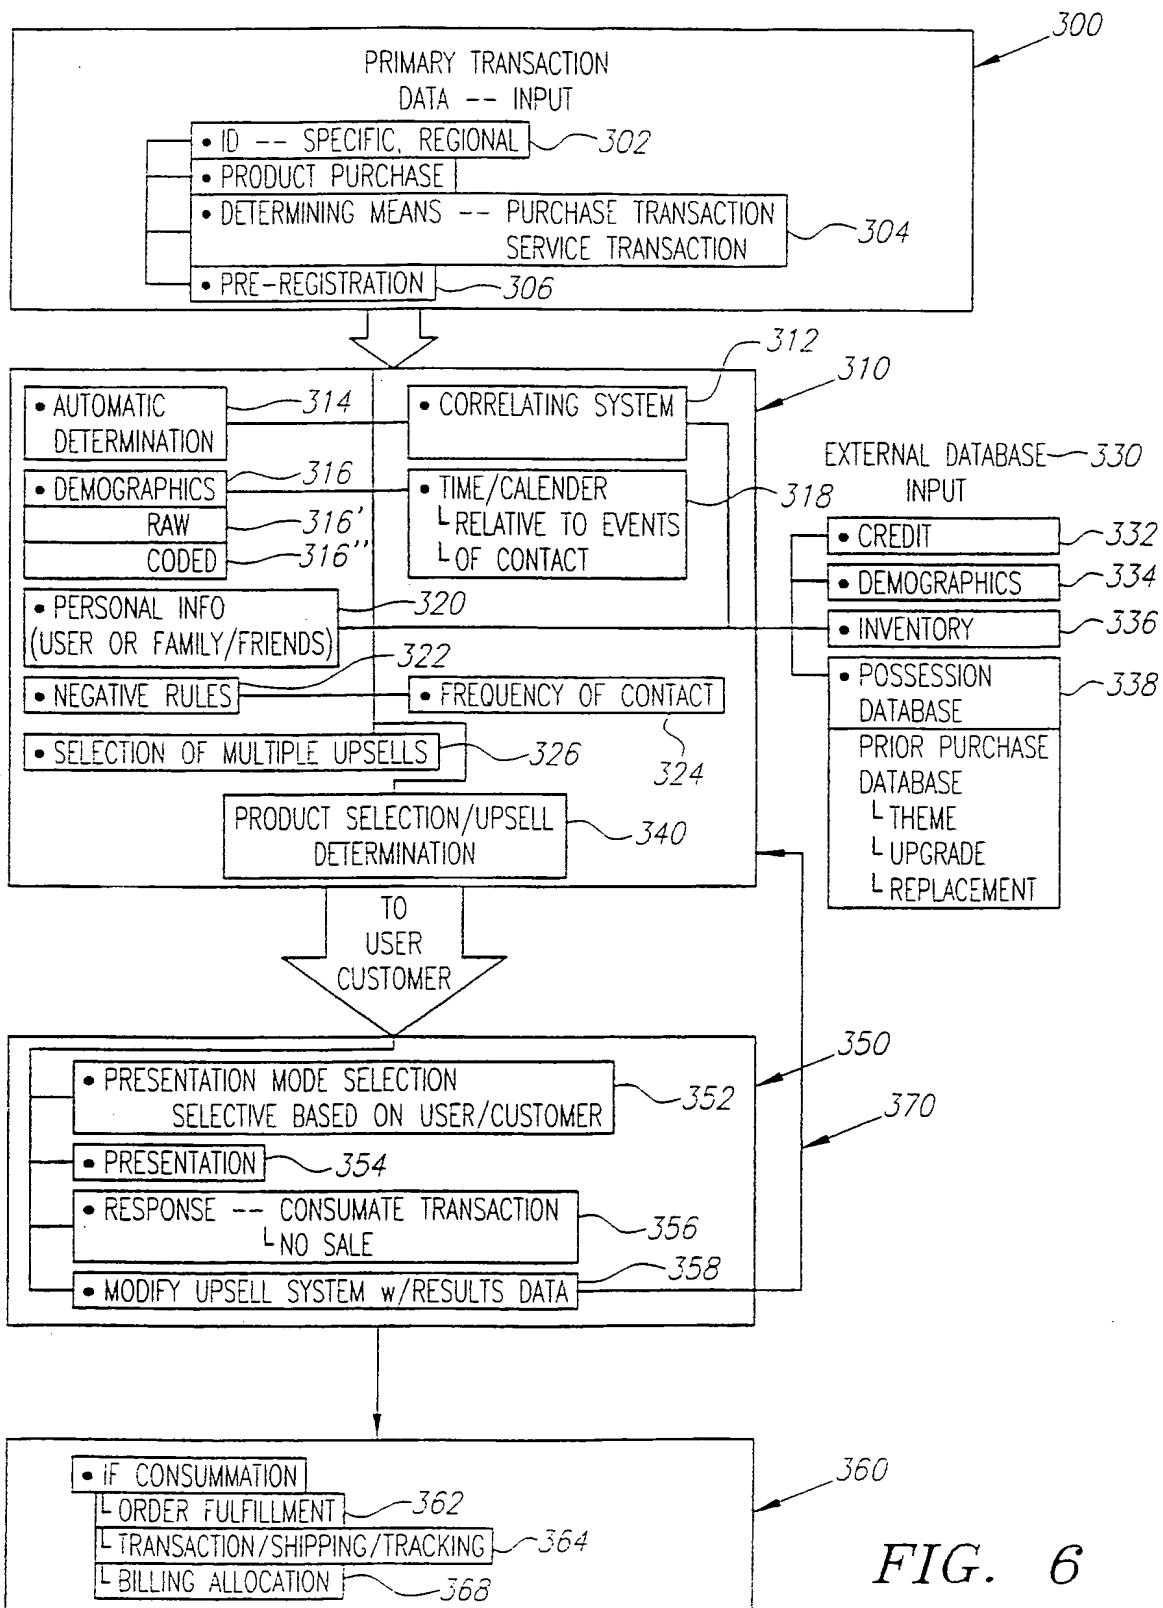 300
PRIMARY TRANSACTION
DATA -- INPUT
• ID -- SPECIFIC, REGIONAL
302
• PRODUCT PURCHASE
• DETERMINING MEANS -- PURCHASE TRANSACTION
SERVICE TRANSACTION
304
• PRE-REGISTRATION
306
312
310
• AUTOMATIC
DETERMINATION
314
• CORRELATING SYSTEM
• DEMOGRAPHICS
316
RAW
316'
CODED
316''
• TIME/CALENDER
RELATIVE TO EVENTS
OF CONTACT
318
• PERSONAL INFO
(USER OR FAMILY/FRIENDS)
320
322
• NEGATIVE RULES
• FREQUENCY OF CONTACT
324
• SELECTION OF MULTIPLE UPSELLS
326
PRODUCT SELECTION/UPSELL
DETERMINATION
340
EXTERNAL DATABASE
INPUT
330
• CREDIT
332
• DEMOGRAPHICS
334
• INVENTORY
336
• POSSESSION
DATABASE
338
PRIOR PURCHASE
DATABASE
THEME
UPGRADE
REPLACEMENT
TO
USER
CUSTOMER
350
370
• PRESENTATION MODE SELECTION
SELECTIVE BASED ON USER/CUSTOMER
352
• PRESENTATION
354
• RESPONSE -- CONSUMATE TRANSACTION
NO SALE
356
• MODIFY UPSELL SYSTEM w/RESULTS DATA
358
360
• IF CONSUMMATION
ORDER FULFILLMENT
362
TRANSACTION/SHIPPING/TRACKING
364
BILLING ALLOCATION
368
FIG. 6